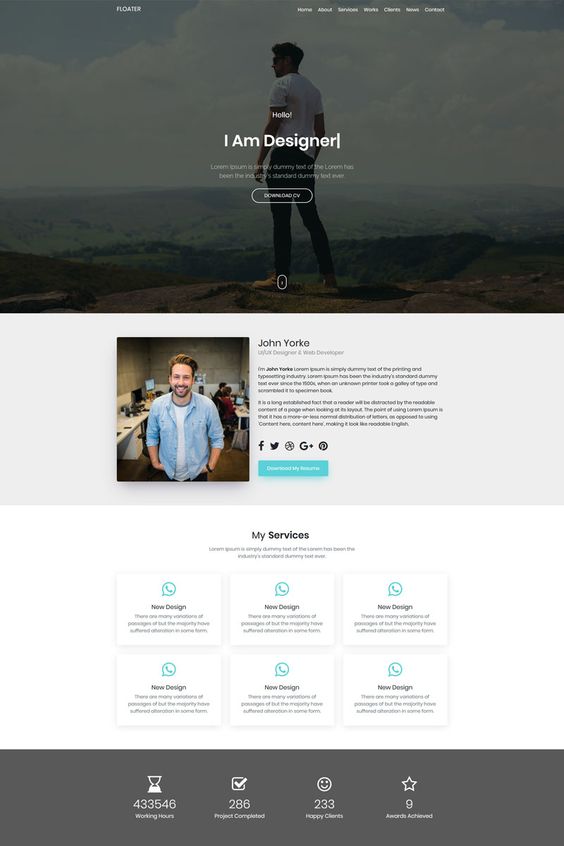 FLOATER
Home About Services Works Clients News Contact
Hello!
I Am Designer|
Lorem Ipsum is simply dummy text of the Lorem has
been the industry's standard dummy text ever.
DOWNLOAD CV
John Yorke
UI/UX Designer & Web Developer
I'm John Yorke Lorem Ipsum is simply dummy text of the printing and
typesetting industry. Lorem Ipsum has been the industry's standard dummy
text ever since the 1500s, when an unknown printer took a galley of type and
scrambled it to specimen book.
It is a long established fact that a reader will be distracted by the readable
content of a page when looking at its layout. The point of using Lorem Ipsum is
that it has a more-or-less normal distribution of letters, as opposed to using
'Content here, content here', making it look like readable English.
Download My Resume
My Services
Lorem Ipsum is simply dummy text of the Lorem has been the
industry's standard dummy text ever.
New Design
There are many variations of
passages of but the majority have
suffered alteration in some form.
New Design
There are many variations of
passages of but the majority have
suffered alteration in some form.
New Design
There are many variations of
passages of but the majority have
suffered alteration in some form.
New Design
There are many variations of
passages of but the majority have
suffered alteration in some form.
New Design
There are many variations of
passages of but the majority have
suffered alteration in some form.
New Design
There are many variations of
passages of but the majority have
suffered alteration in some form.
433546
Working Hours
286
Project Completed
233
Happy Clients
9
Awards Achieved